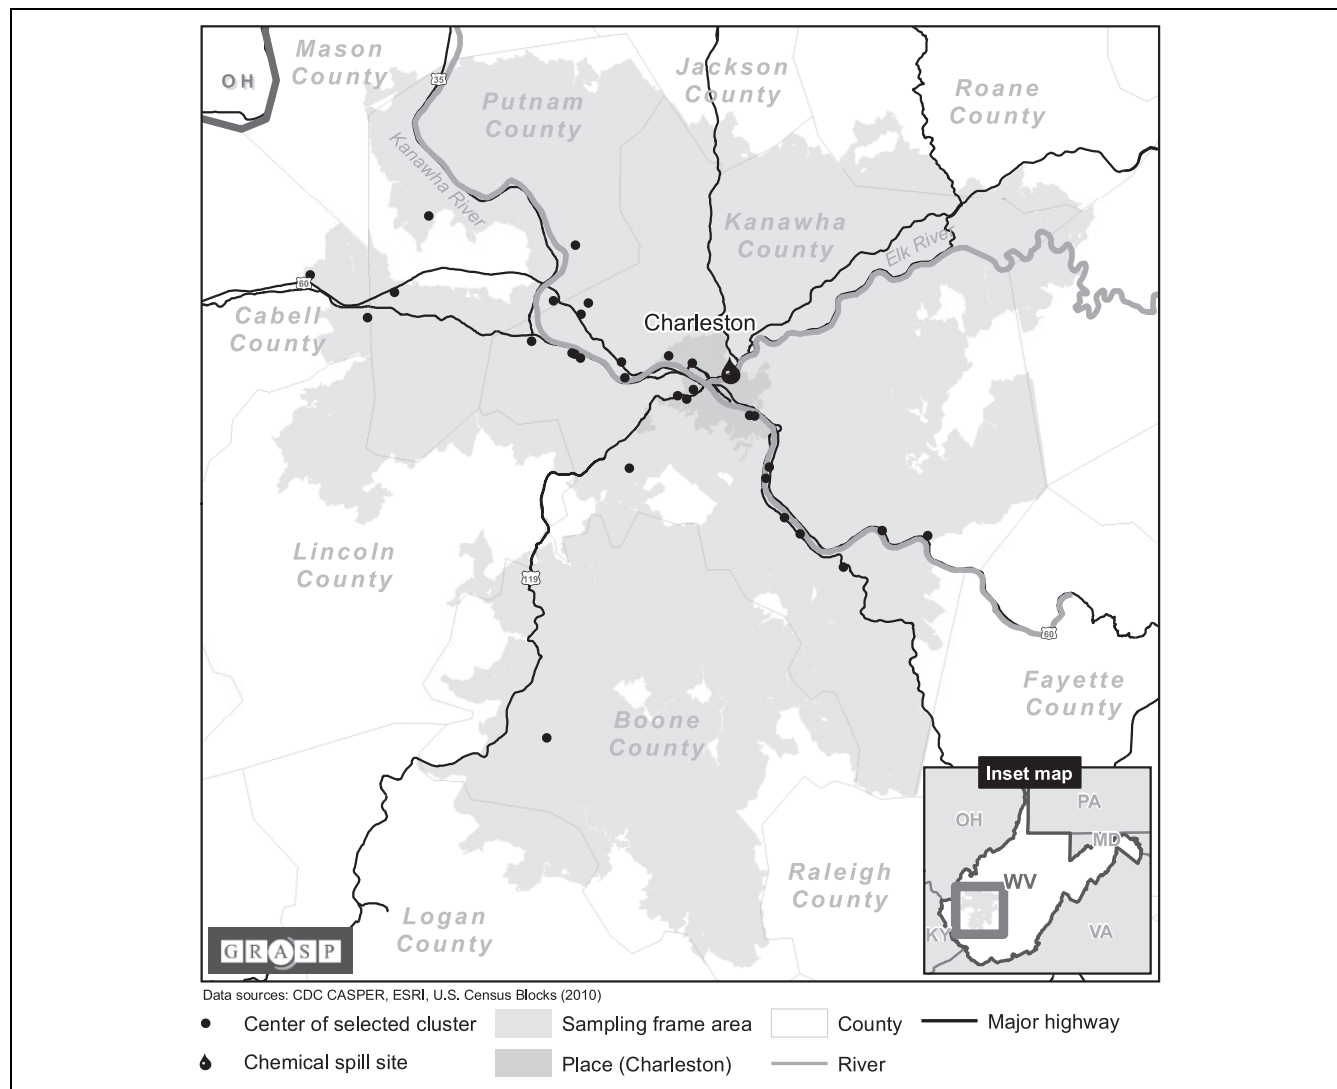 Mason
County
OH
35
Putnam
County
Jackson
County
Roane
County
Kanawha River
Kanawha
County
Elk River
60
Cabell
County
Charleston
Lincoln
County
119
60
Fayette
County
Boone
County
Inset map
PA
OH
MD
WV
KY
VA
Raleigh
County
Logan
County
GRASP
Data sources: CDC CASPER, ESRI, U.S. Census Blocks (2010)
Center of selected cluster
Sampling frame area
County
Major highway
Chemical spill site
Place (Charleston)
River